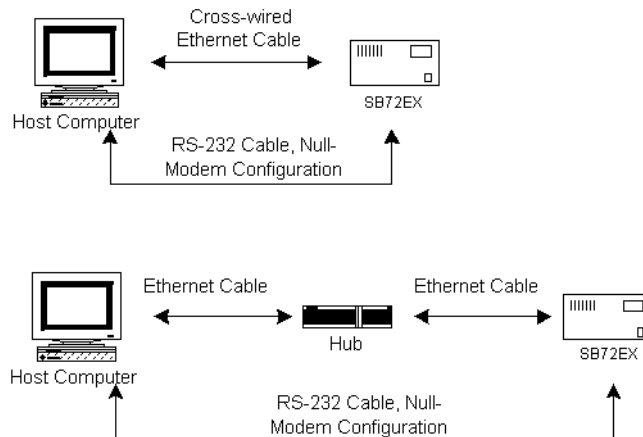 Cross-wired
Ethernet Cable
SB72EX
Host Computer
RS-232 Cable, Null-
Modem Configuration
Ethernet Cable
Ethernet Cable
Hub
SB72EX
Host Computer
RS-232 Cable, Null-
Modem Configuration